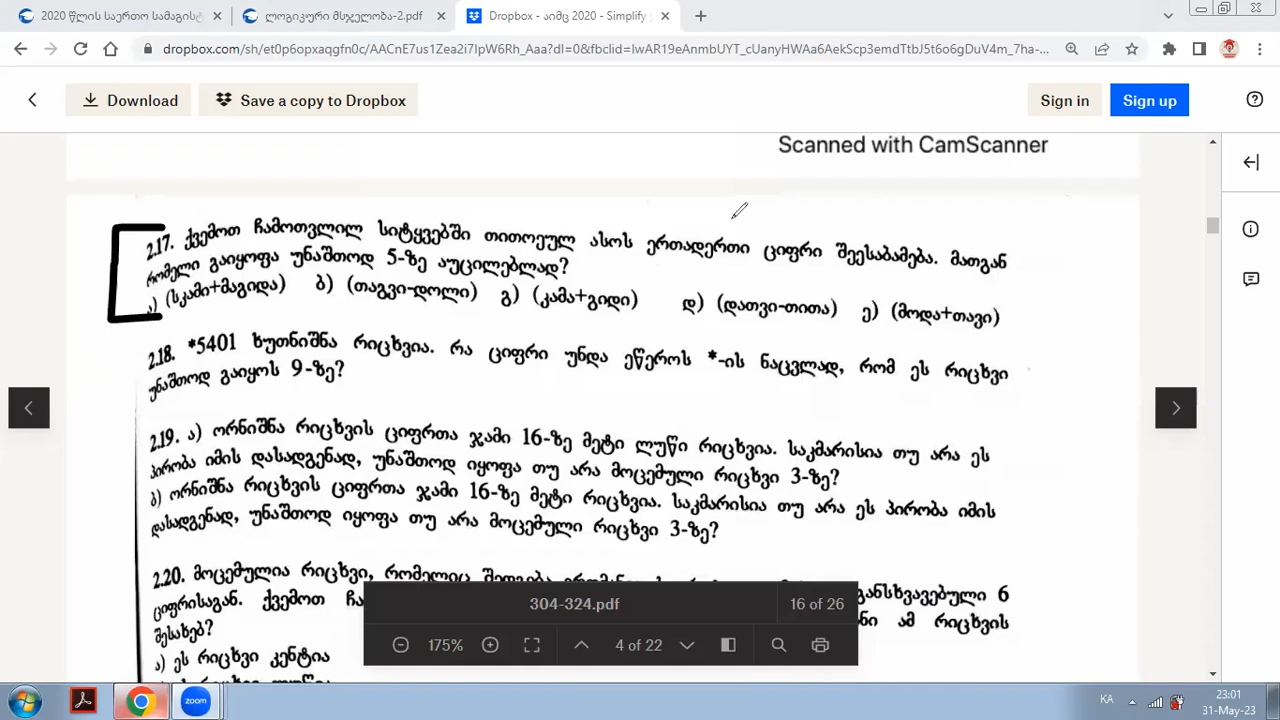 2020 წლის საერთო სამაგისტ
ლოგიკური მსჯელობა-2.pdf
Dropbox - აიმც 2020 - Simplify y
dropbox.com/sh/et0p6opxaqgfn0c/AACnE7us1Zea2i7IpW6Rh_Aaa?dl=0&fbclid=IwAR19eAnmbUYT_cUanyHWAa6AekScp3emdTtbJ5t6o6gDuV4m_7ha-...
Download
Save a copy to Dropbox
Sign in
Sign up
Scanned with CamScanner
2.17. ქვემოთ ჩამოთვლილ სიტყვებში თითოეულ ასოს ერთადერთი ციფრი შეესაბამება. მათგან
რომელი გაიყოფა უნაშთოდ 5-ზე აუცილებლად?
ა) (სკამი+მაგიდა) ბ) (თაგვი-დოლი) გ) (კამა+გიდი) დ) (დათვი-თითა) ე) (მოდა+თავი)
2.18. *5401 ხუთნიშნა რიცხვია. რა ციფრი უნდა ეწეროს *-ის ნაცვლად, რომ ეს რიცხვი
უნაშთოდ გაიყოს 9-ზე?
2.19. ა) ორნიშნა რიცხვის ციფრთა ჯამი 16-ზე მეტი ლუწი რიცხვია. საკმარისია თუ არა ეს
პირობა იმის დასადგენად, უნაშთოდ იყოფა თუ არა მოცემული რიცხვი 3-ზე?
ბ) ორნიშნა რიცხვის ციფრთა ჯამი 16-ზე მეტი რიცხვია. საკმარისია თუ არა ეს პირობა იმის
დასადგენად, უნაშთოდ იყოფა თუ არა მოცემული რიცხვი 3-ზე?
2.20. მოცემულია რიცხვი, რომელიც განსხვავებული 6
ციფრისაგან. ქვემოთ ამ რიცხვის
შესახებ?
ა) ეს რიცხვი კენტია
304-324.pdf
16 of 26
175%
4 of 22
zoom
KA
23:01
31-May-23